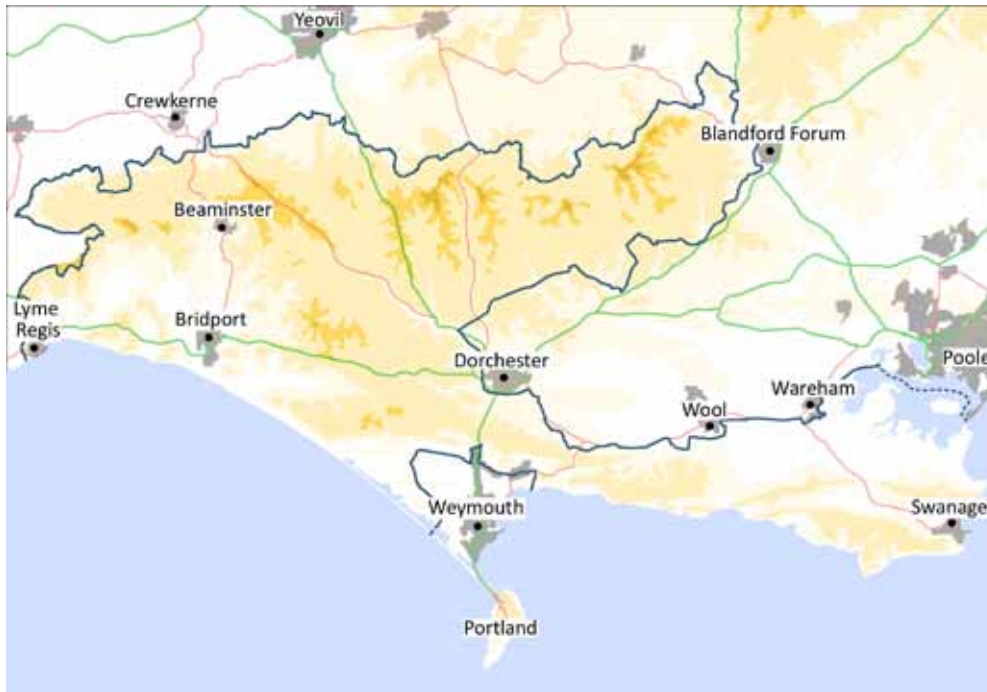 Yeovil
Crewkerne
Blandford Forum
Beaminster
Lyme
Regis
Bridport
Dorchester
Poole
Wareham
Wool
Weymouth
Swanage
Portland